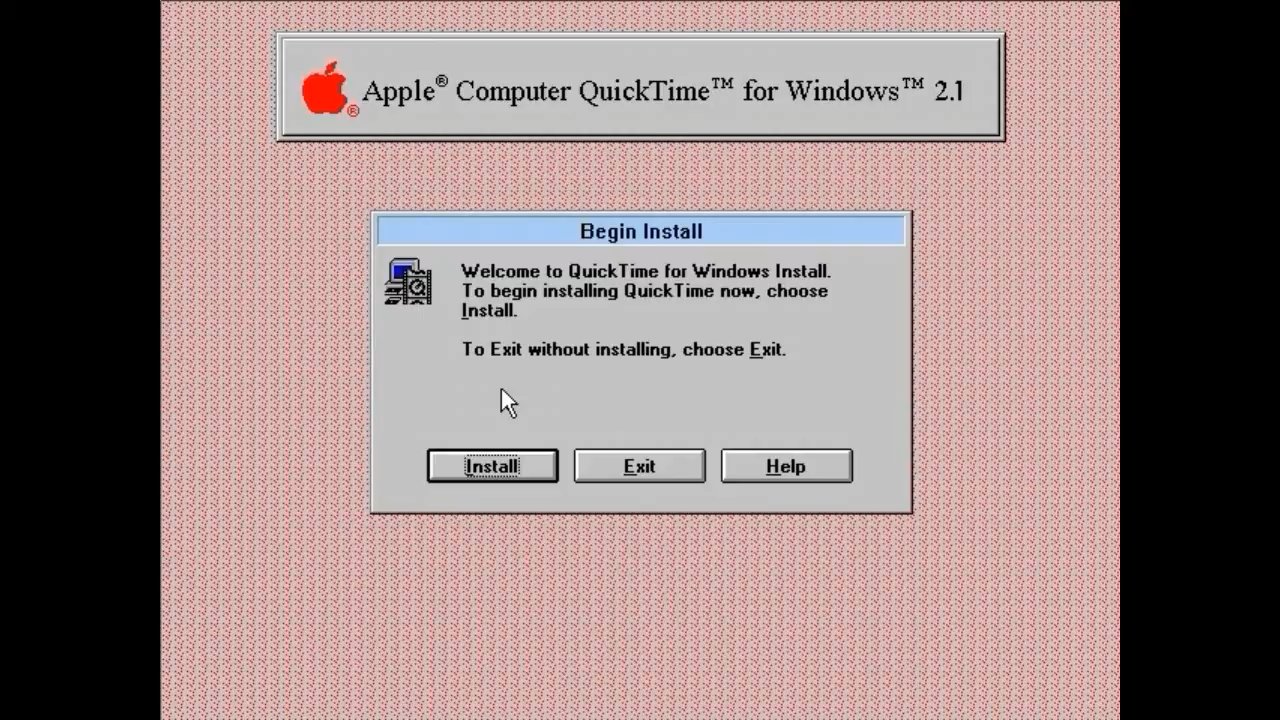 Apple® Computer QuickTime™ for Windows™ 2.1
®
Begin Install
Welcome to QuickTime for Windows Install.
To begin installing QuickTime now, choose
Install.
To Exit without installing, choose Exit.
Install
Exit
Help